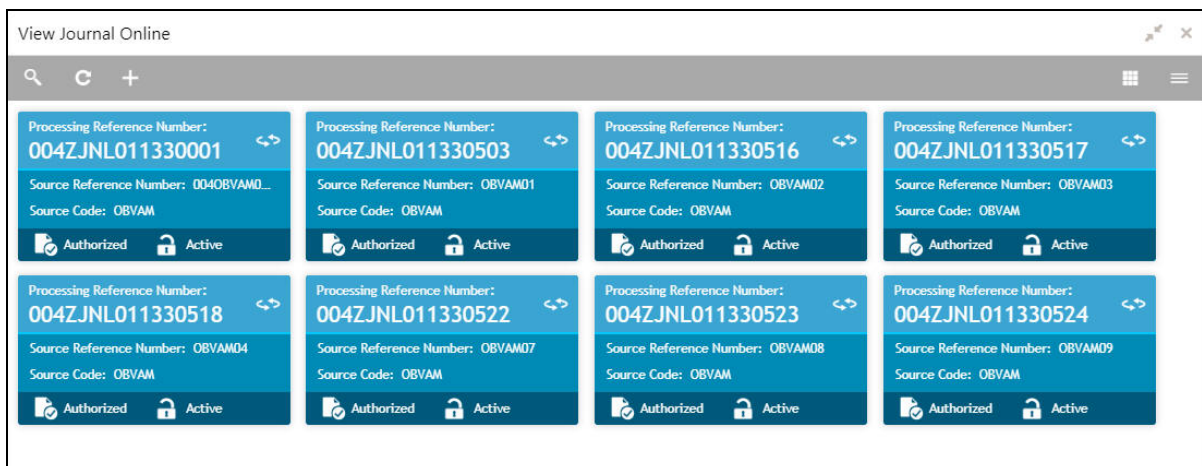 View Journal Online
Processing Reference Number:
004ZJNL011330001
Source Reference Number: 004OBVAM0...
Source Code: OBVAM
Authorized Active
Processing Reference Number:
004ZJNL011330503
Source Reference Number: OBVAM01
Source Code: OBVAM
Authorized Active
Processing Reference Number:
004ZJNL011330516
Source Reference Number: OBVAM02
Source Code: OBVAM
Authorized Active
Processing Reference Number:
004ZJNL011330517
Source Reference Number: OBVAM03
Source Code: OBVAM
Authorized Active
Processing Reference Number:
004ZJNL011330518
Source Reference Number: OBVAM04
Source Code: OBVAM
Authorized Active
Processing Reference Number:
004ZJNL011330522
Source Reference Number: OBVAM07
Source Code: OBVAM
Authorized Active
Processing Reference Number:
004ZJNL011330523
Source Reference Number: OBVAM08
Source Code: OBVAM
Authorized Active
Processing Reference Number:
004ZJNL011330524
Source Reference Number: OBVAM09
Source Code: OBVAM
Authorized Active